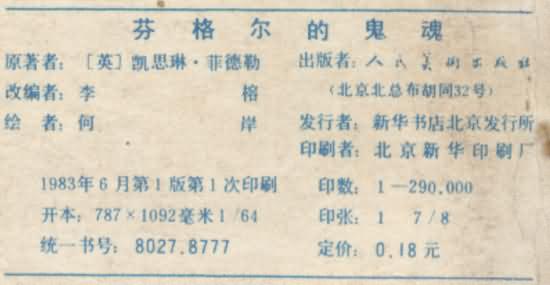 芬格尔的鬼魂
原著者：［英］凯思琳·菲德勒
改编者：李 榕
绘 者：何 岸
出版者：人民美术出版社
（北京北总布胡同32号）
发行者：新华书店北京发行所
印刷者：北京新华印刷厂
1983年6月第1版第1次印刷
开本：787×1092毫米1/64
统一书号：8027.8777
印数：1—290,000
印张：1 7/8
定价：0.18元